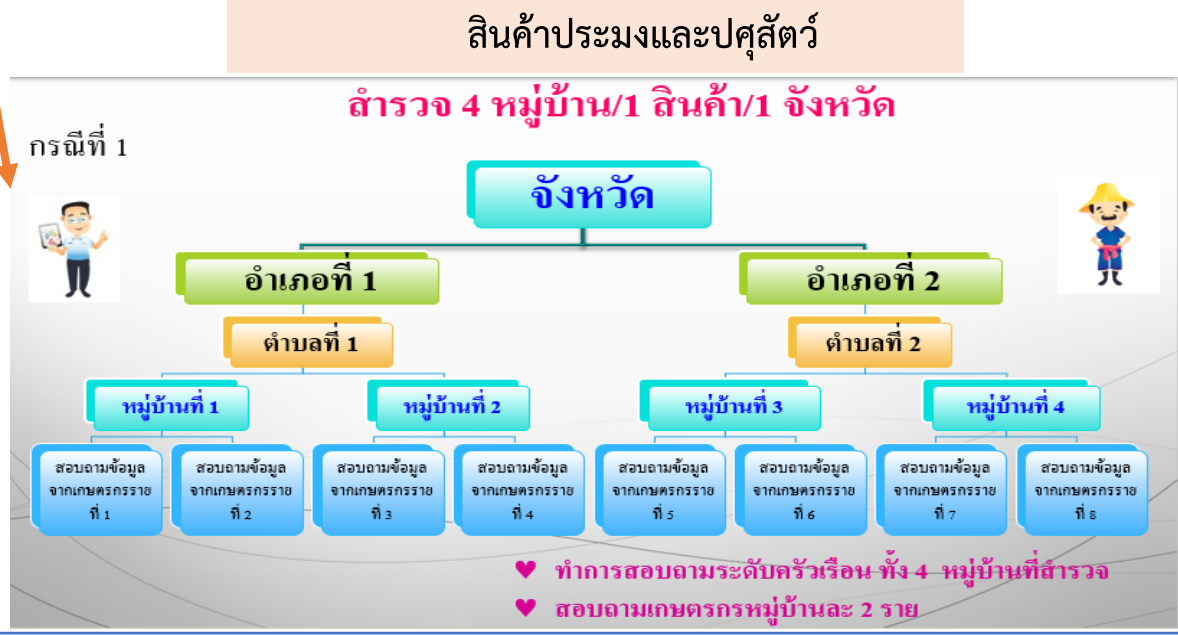 สินค้าประมงและปศุสัตว์
สำรวจ 4 หมู่บ้าน/1 สินค้า/1 จังหวัด
กรณีที่ 1
จังหวัด
อำเภอที่ 1
อำเภอที่ 2
ตำบลที่ 1
ตำบลที่ 2
หมู่บ้านที่ 1
หมู่บ้านที่ 2
หมู่บ้านที่ 3
หมู่บ้านที่ 4
สอบถามข้อมูล
จากเกษตรกรราย
ที่ 1
สอบถามข้อมูล
จากเกษตรกรราย
ที่ 2
สอบถามข้อมูล
จากเกษตรกรราย
ที่ 3
สอบถามข้อมูล
จากเกษตรกรราย
ที่ 4
สอบถามข้อมูล
จากเกษตรกรราย
ที่ 5
สอบถามข้อมูล
จากเกษตรกรราย
ที่ 6
สอบถามข้อมูล
จากเกษตรกรราย
ที่ 7
สอบถามข้อมูล
จากเกษตรกรราย
ที่ 8
♥ ทำการสอบถามระดับครัวเรือน ทั้ง 4 หมู่บ้านที่สำรวจ
♥ สอบถามเกษตรกรหมู่บ้านละ 2 ราย